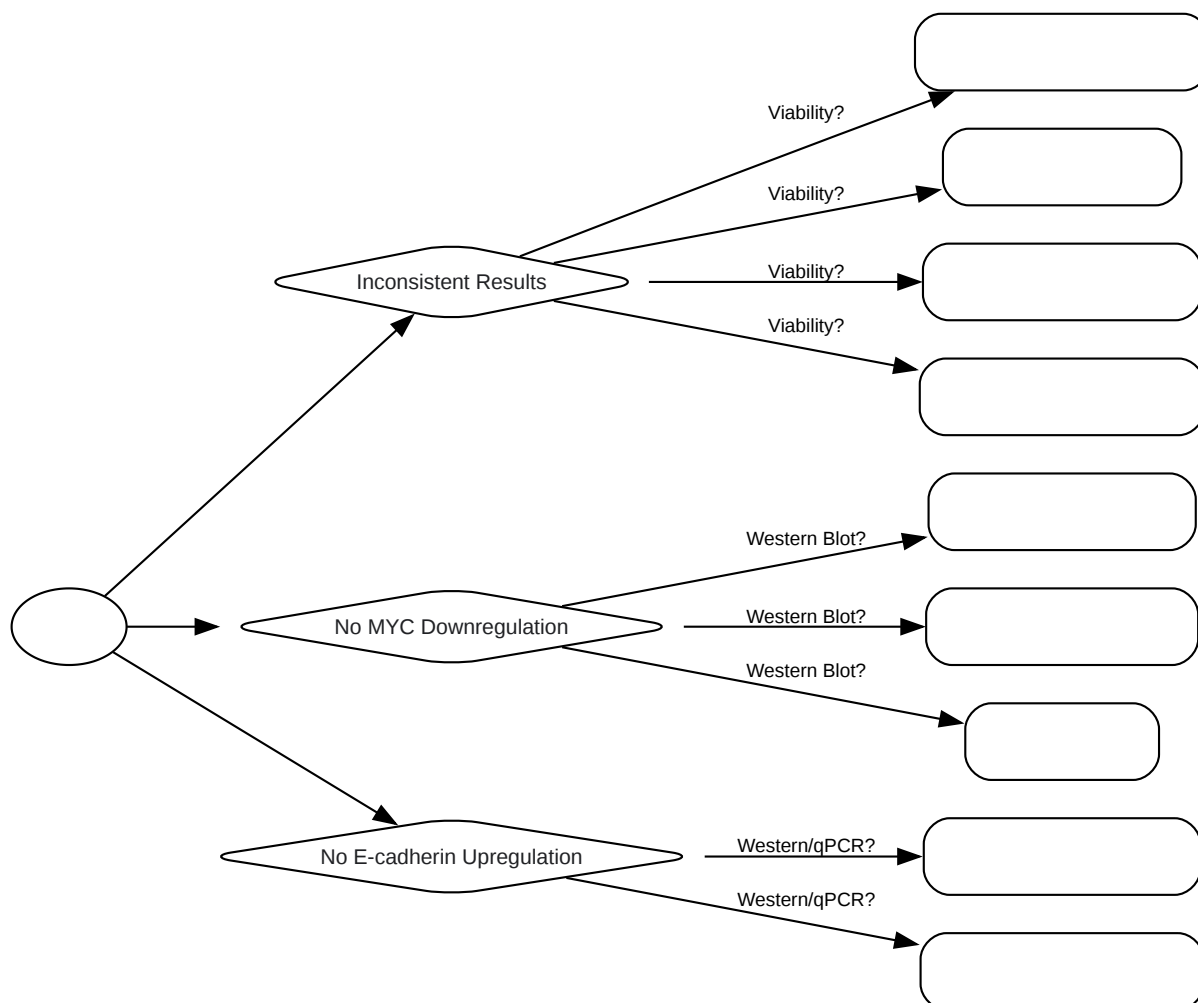 Viability?
Viability?
Inconsistent Results
Viability?
Viability?
Western Blot?
No MYC Downregulation
Western Blot?
Western Blot?
No E-cadherin Upregulation
Western/qPCR?
Western/qPCR?